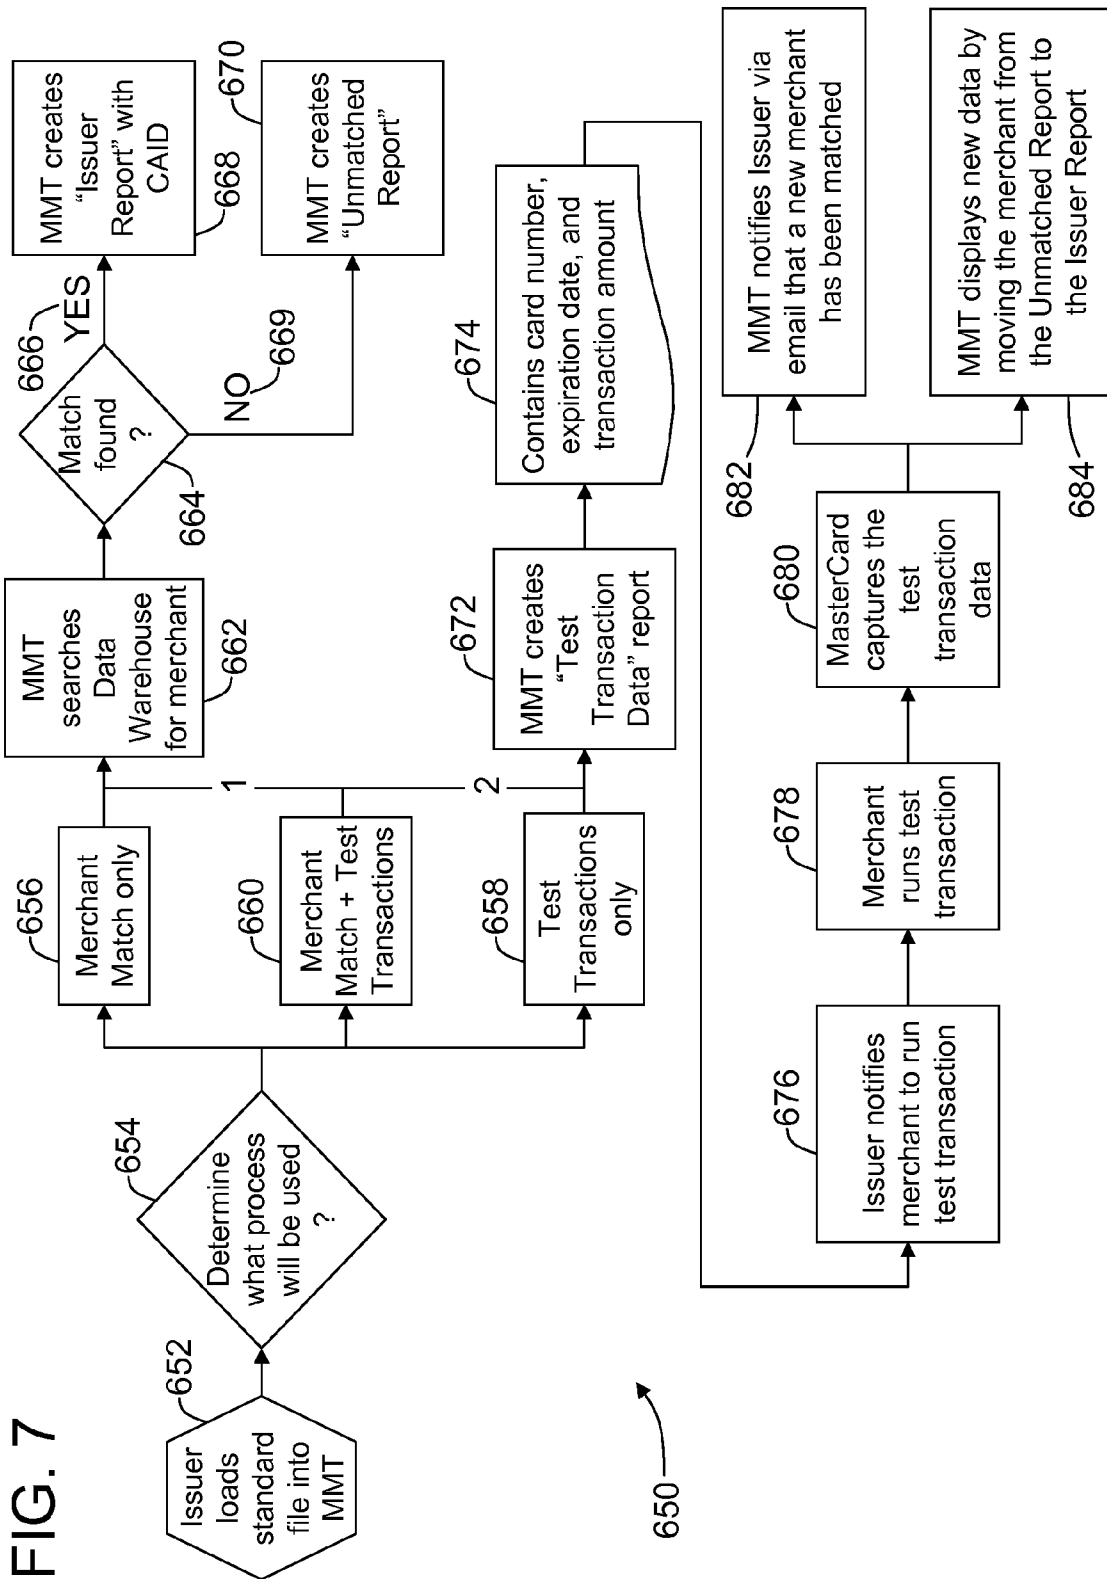 FIG. 7
652
Issuer
loads
standard
file into
MMT
654
Determine
what process
will be used
?
656
Merchant
Match only
660
Merchant
Match + Test
Transactions
658
Test
Transactions
only
1
2
MMT
searches
Data
Warehouse
for merchant
662
Match
found
?
664
666
YES
NO
669
MMT creates
“Issuer
Report” with
CAID
668
670
MMT creates
“Unmatched
Report”
672
MMT creates
“Test
Transaction
Data” report
674
Contains card number,
expiration date, and
transaction amount
650
676
Issuer notifies
merchant to run
test transaction
678
Merchant
runs test
transaction
680
MasterCard
captures the
test
transaction
data
682
MMT notifies Issuer via
email that a new merchant
has been matched
684
MMT displays new data by
moving the merchant from
the Unmatched Report to
the Issuer Report